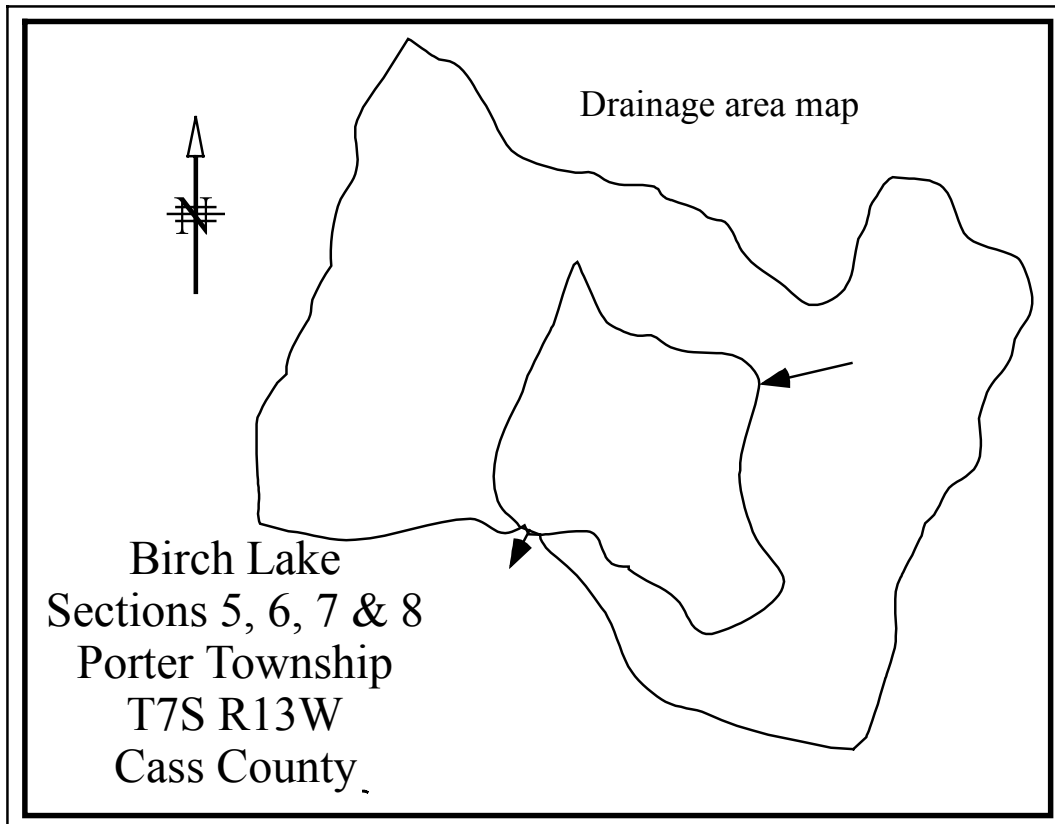 Drainage area map
N
Birch Lake
Sections 5, 6, 7 & 8
Porter Township
T7S R13W
Cass County